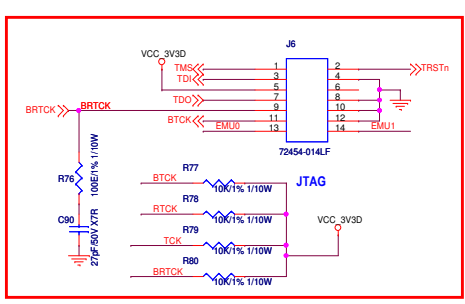 J6
VCC_3V3D
TMS 1 2 TRSTn
TDI 3 4
5 6
TDO 7 8
BRTCK BRTCK 9 10
BTCK 11 12
EMU0 13 14 EMU1
72454-014LF
R76
100E/1% 1/10W
C90
27pF/50V X7R
JTAG
R77
BTCK
10K/1% 1/10W
R78
RTCK
10K/1% 1/10W
VCC_3V3D
R79
TCK
10K/1% 1/10W
R80
BRTCK
10K/1% 1/10W